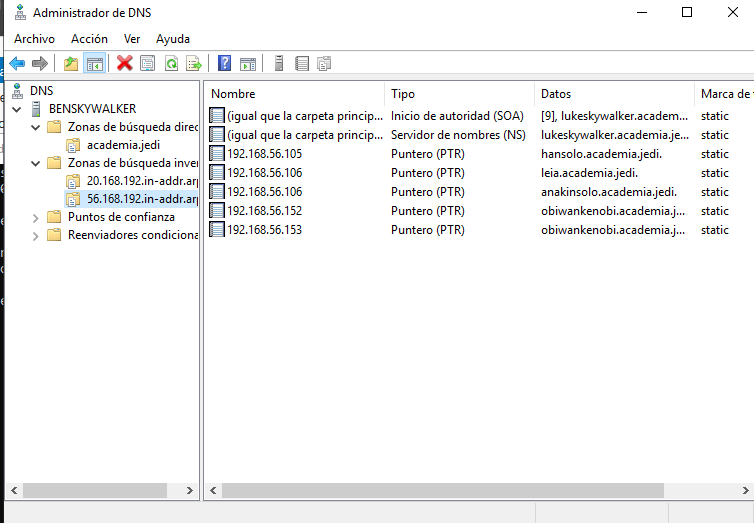 Administrador de DNS
Archivo Acción Ver Ayuda
DNS
BENSKYWALKER
Zonas de búsqueda direc
academia.jedi
Zonas de búsqueda inver
20.168.192.in-addr.arp
56.168.192.in-addr.arp
Puntos de confianza
Reenviadores condiciona
Nombre Tipo Datos Marca de
(igual que la carpeta princip... Inicio de autoridad (SOA) [9], lukeskywalker.academ... static
(igual que la carpeta princip... Servidor de nombres (NS) lukeskywalker.academia.je... static
192.168.56.105 Puntero (PTR) hansolo.academia.jedi. static
192.168.56.106 Puntero (PTR) leia.academia.jedi. static
192.168.56.106 Puntero (PTR) anakinsolo.academia.jedi. static
192.168.56.152 Puntero (PTR) obiwankenobi.academia.j... static
192.168.56.153 Puntero (PTR) obiwankenobi.academia.j... static